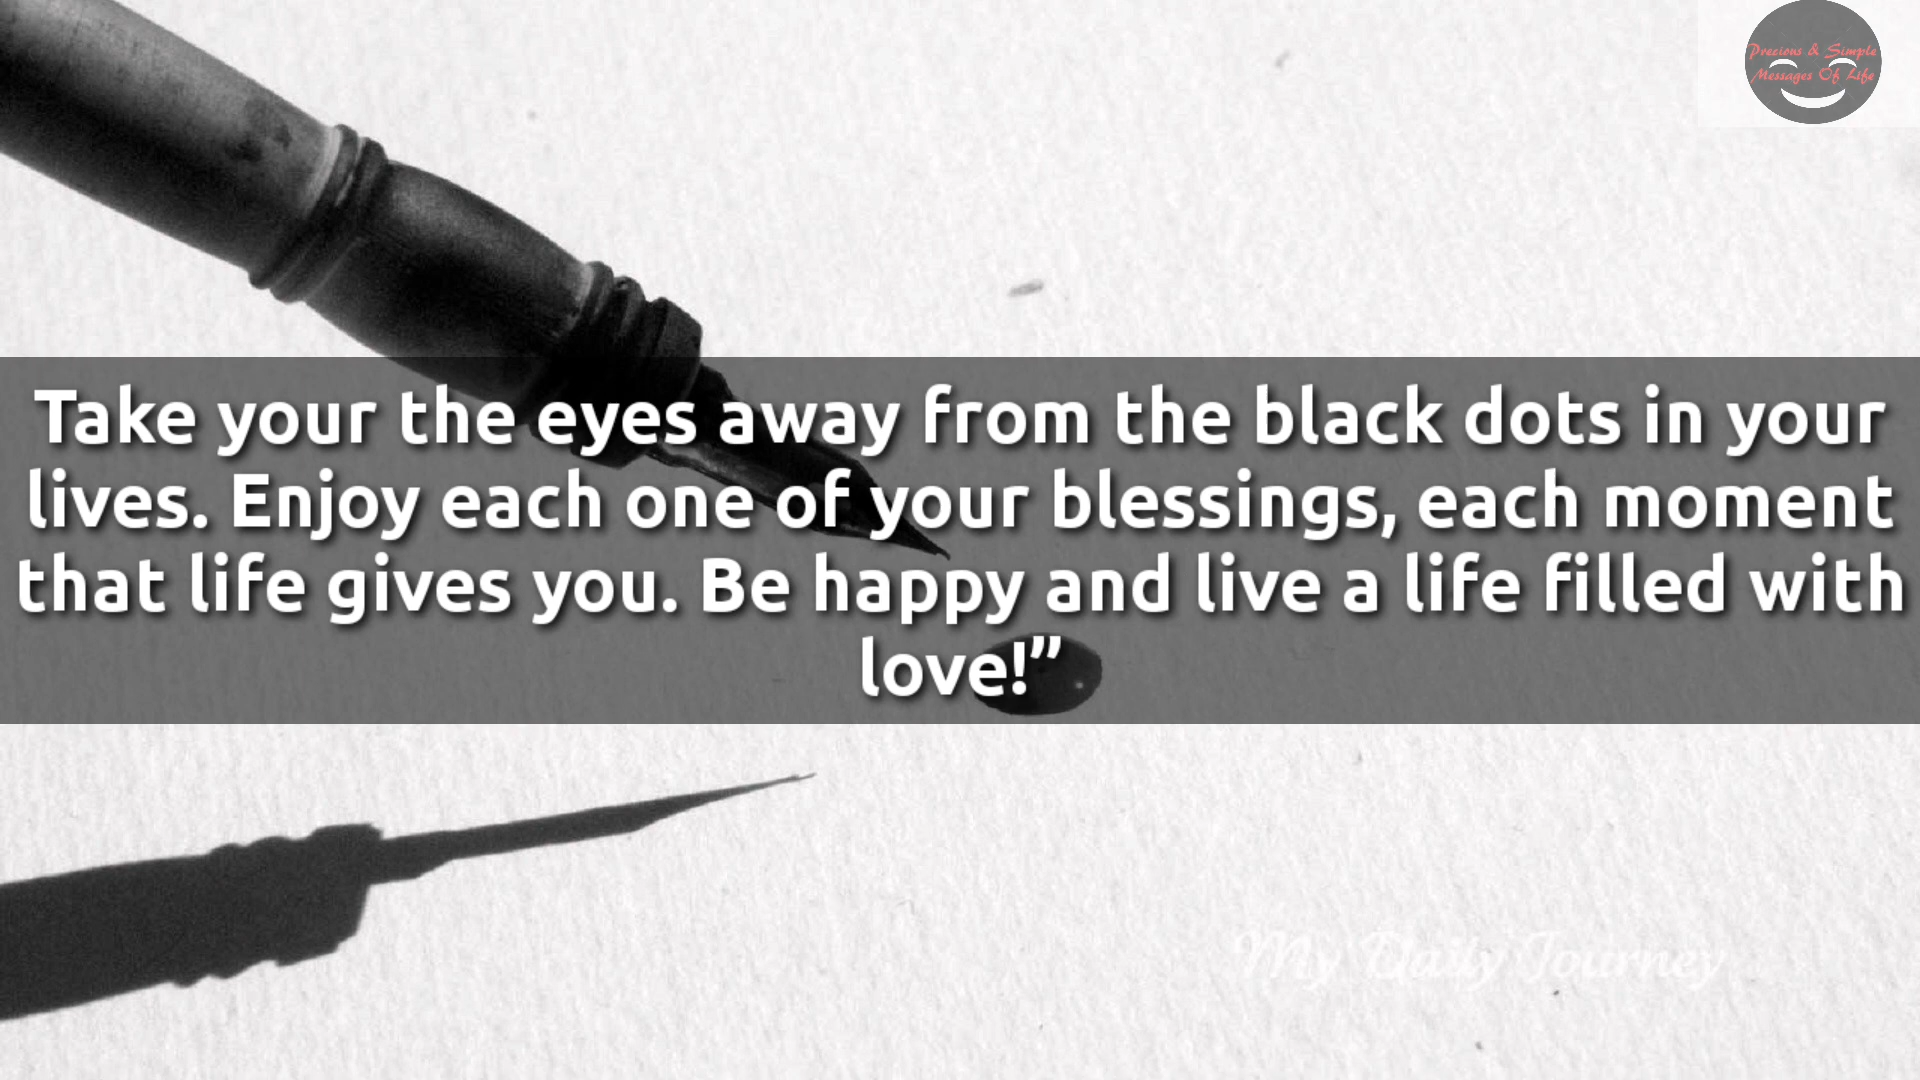 Precious & Simple
Messages Of Life
Take your the eyes away from the black dots in your
lives. Enjoy each one of your blessings, each moment
that life gives you. Be happy and live a life filled with
love!”
My Daily Journey